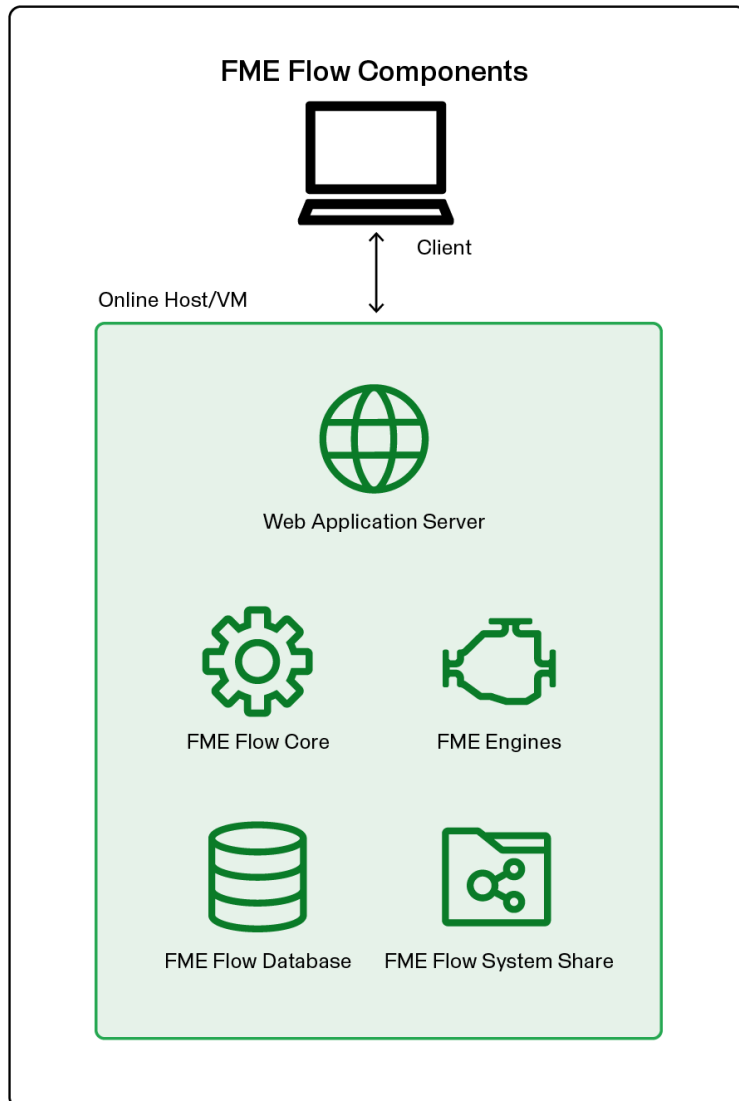 FME Flow Components
Client
Online Host/VM
Web Application Server
FME Flow Core
FME Engines
FME Flow Database
FME Flow System Share